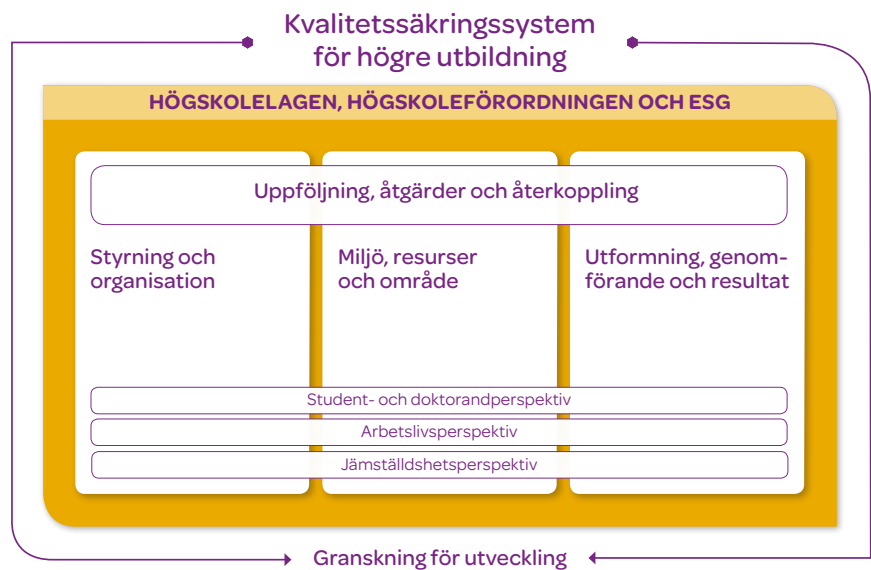 Kvalitetssäkringssystem
för högre utbildning
HÖGSKOLELAGEN, HÖGSKOLEFÖRORDNINGEN OCH ESG
Uppföljning, åtgärder och återkoppling
Styrning och
organisation
Miljö, resurser
och område
Utformning, genom-
förande och resultat
Student- och doktorandperspektiv
Arbetslivsperspektiv
Jämställdshetsperspektiv
Granskning för utveckling